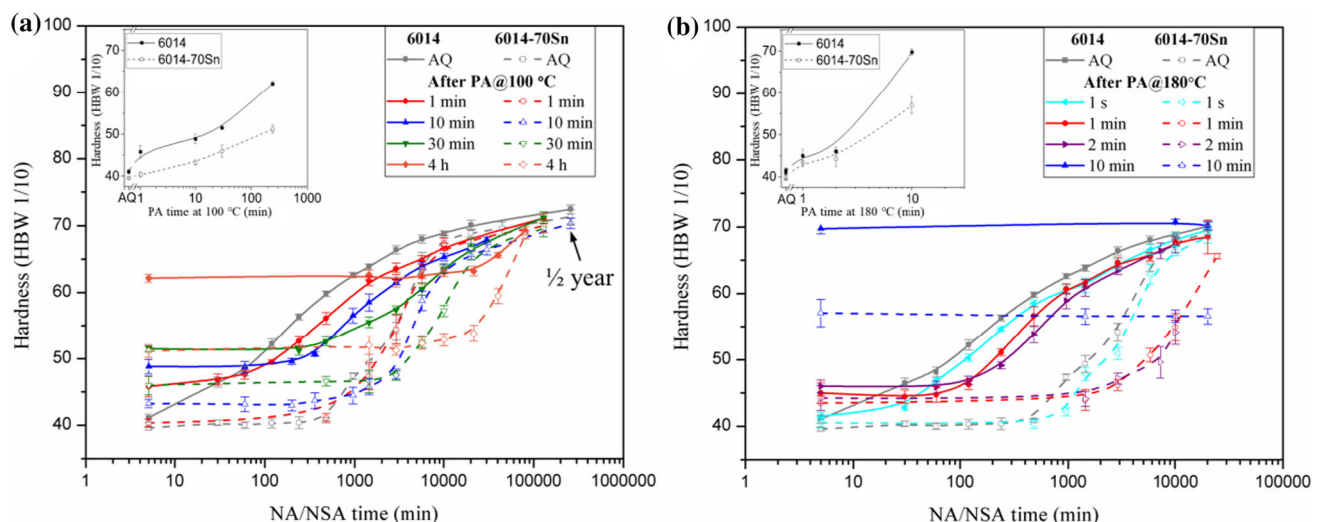 (a)
100
90
80
70
60
50
40
Hardness (HBW 1/10)
1 10 100 1000 10000 100000 1000000
NA/NSA time (min)
6014
6014-70Sn
70
60
50
40
Hardness (HBW 1/10)
AQ1 10 100 1000
PA time at 100 °C (min)
6014 6014-70Sn
AQ AQ
After PA@100 °C
1 min 1 min
10 min 10 min
30 min 30 min
4 h 4 h
½ year
(b)
100
90
80
70
60
50
40
Hardness (HBW 1/10)
1 10 100 1000 10000 100000
NA/NSA time (min)
6014
6014-70Sn
70
60
50
40
Hardness (HBW 1/10)
AQ 1 10
PA time at 180 °C (min)
6014 6014-70Sn
AQ AQ
After PA@180°C
1 s 1 s
1 min 1 min
2 min 2 min
10 min 10 min